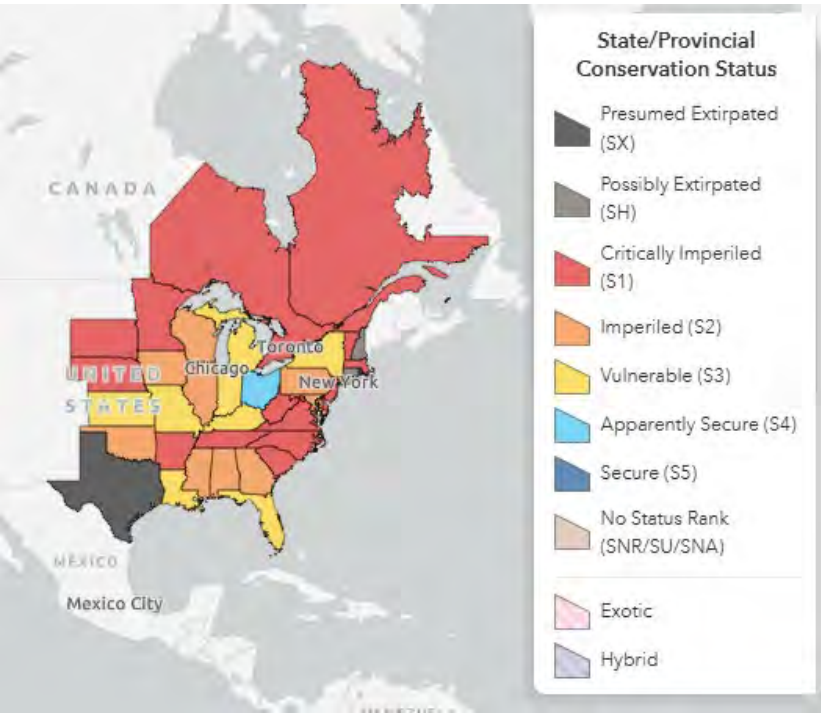 State/Provincial
Conservation Status
Presumed Extirpated
(SX)
Possibly Extirpated
(SH)
Critically Imperiled
(S1)
Imperiled (S2)
Vulnerable (S3)
Apparently Secure (S4)
Secure (S5)
No Status Rank
(SNR/SU/SNA)
Exotic
Hybrid
CANADA
Toronto
Chicago
New York
UNITED
STATES
MÉXICO
Mexico City